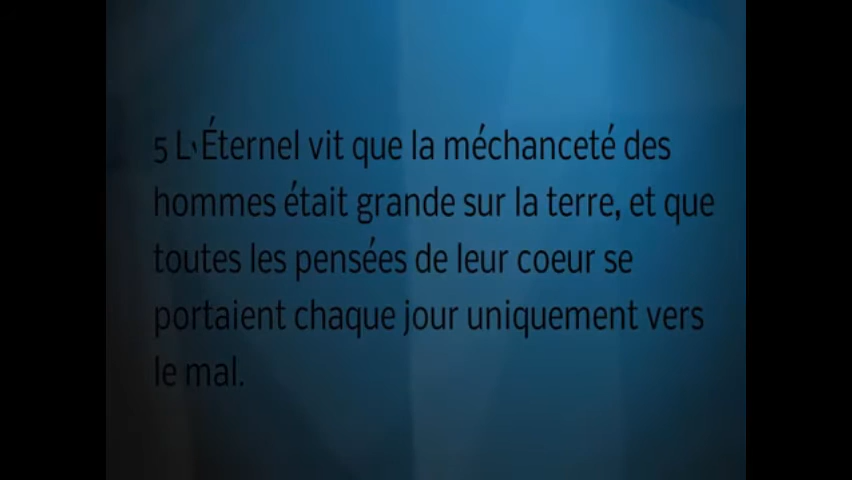 5 L'Éternel vit que la méchanceté des
hommes était grande sur la terre, et que
toutes les pensées de leur coeur se
portaient chaque jour uniquement vers
le mal.